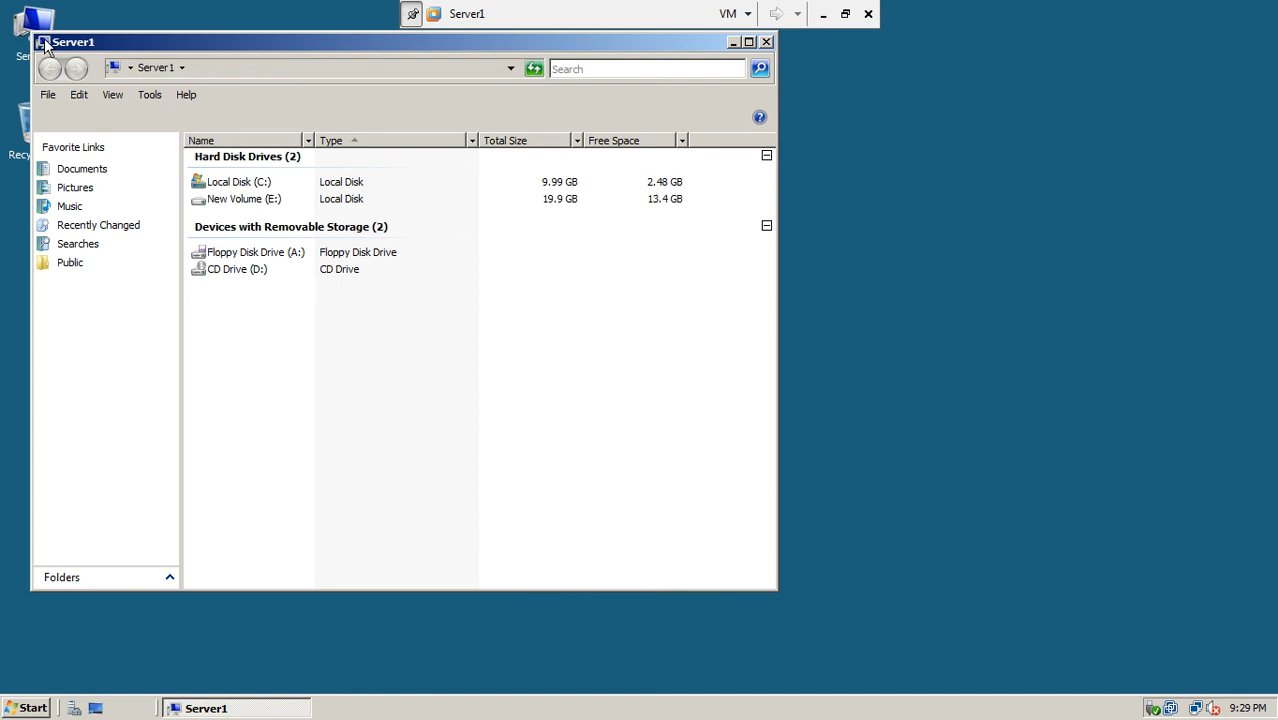 Server1
VM
Ser
Server1
Server1
Search
File Edit View Tools Help
Recy
Favorite Links
Documents
Pictures
Music
Recently Changed
Searches
Public
Folders
Name Type Total Size Free Space
Hard Disk Drives (2)
Local Disk (C:) Local Disk 9.99 GB 2.48 GB
New Volume (E:) Local Disk 19.9 GB 13.4 GB
Devices with Removable Storage (2)
Floppy Disk Drive (A:) Floppy Disk Drive
CD Drive (D:) CD Drive
Start
Server1
9:29 PM